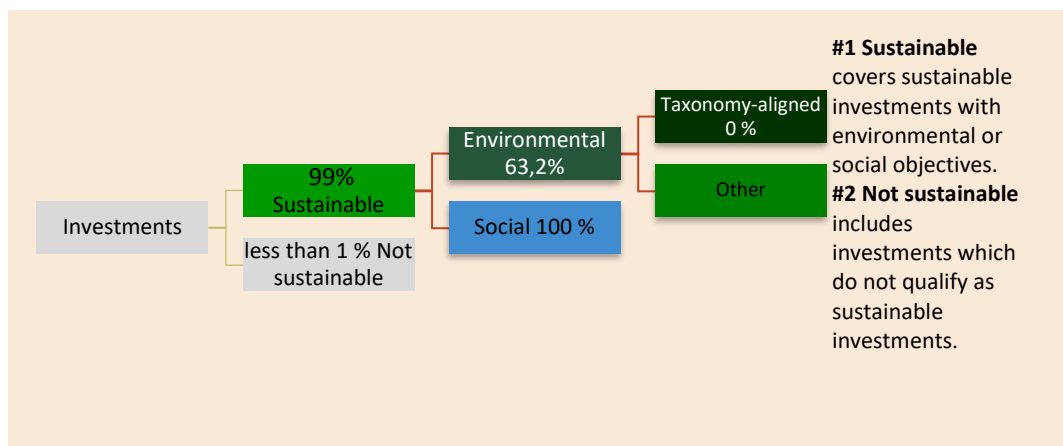 Investments
99%
Sustainable
less than 1 % Not
sustainable
Environmental
63,2%
Social 100 %
Taxonomy-aligned
0 %
Other
#1 Sustainable
covers sustainable
investments with
environmental or
social objectives.
#2 Not sustainable
includes
investments which
do not qualify as
sustainable
investments.